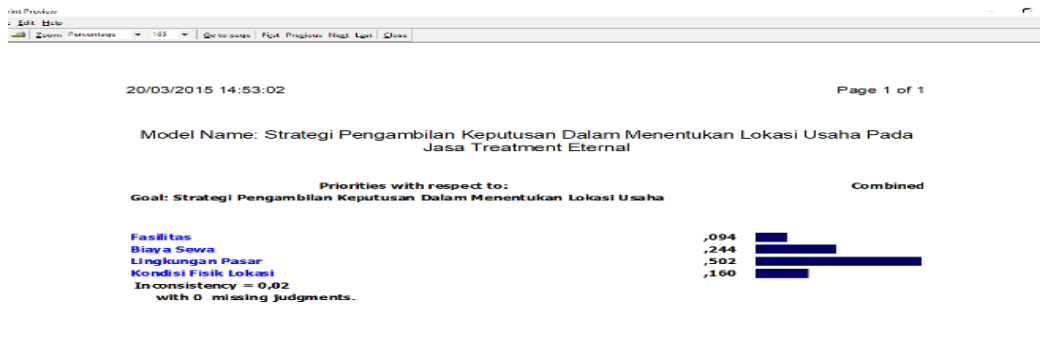 Print Preview
Edit Help
Zoom Percentage 163 Go to page First Previous Next Last Close
20/03/2015 14:53:02 Page 1 of 1
Model Name: Strategi Pengambilan Keputusan Dalam Menentukan Lokasi Usaha Pada
Jasa Treatment Eternal
Priorities with respect to: Combined
Goal: Strategi Pengambilan Keputusan Dalam Menentukan Lokasi Usaha
Fasilitas ,094
Biaya Sewa ,244
Lingkungan Pasar ,502
Kondisi Fisik Lokasi ,160
Inconsistency = 0,02
with 0 missing judgments.